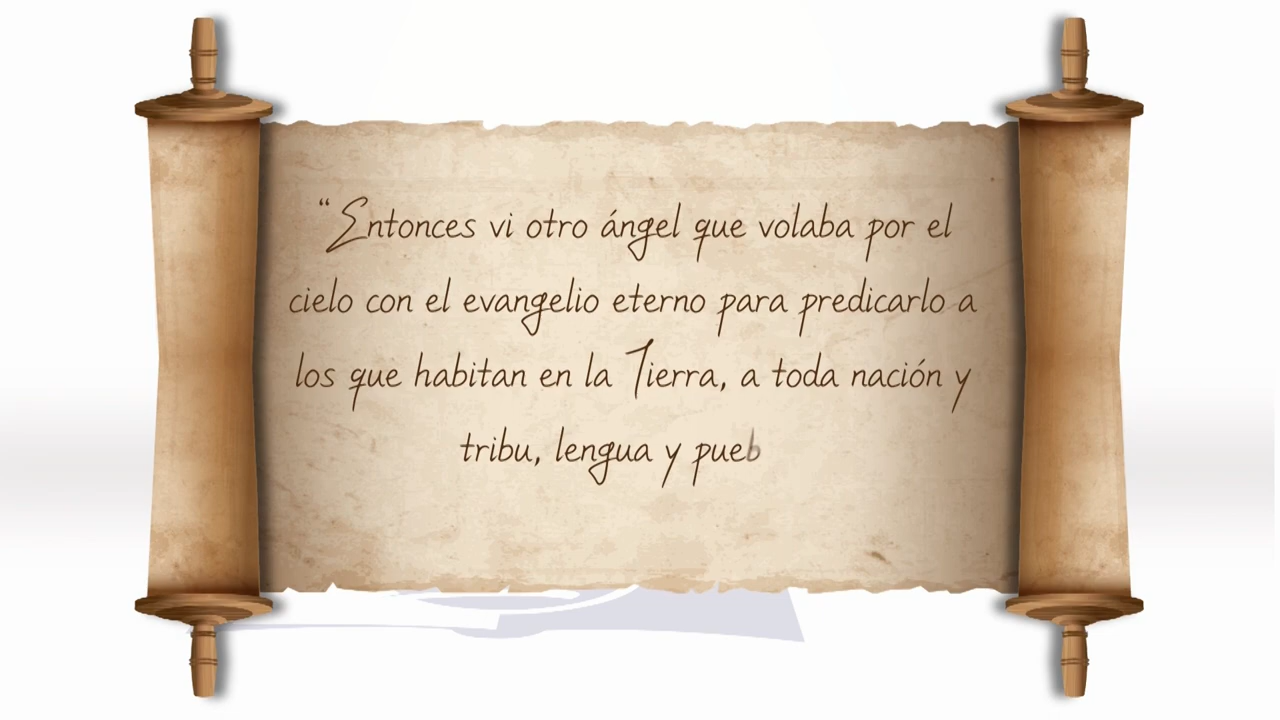 “Entonces vi otro ángel que volaba por el
cielo con el evangelio eterno para predicarlo a
los que habitan en la Tierra, a toda nación y
tribu, lengua y pueb